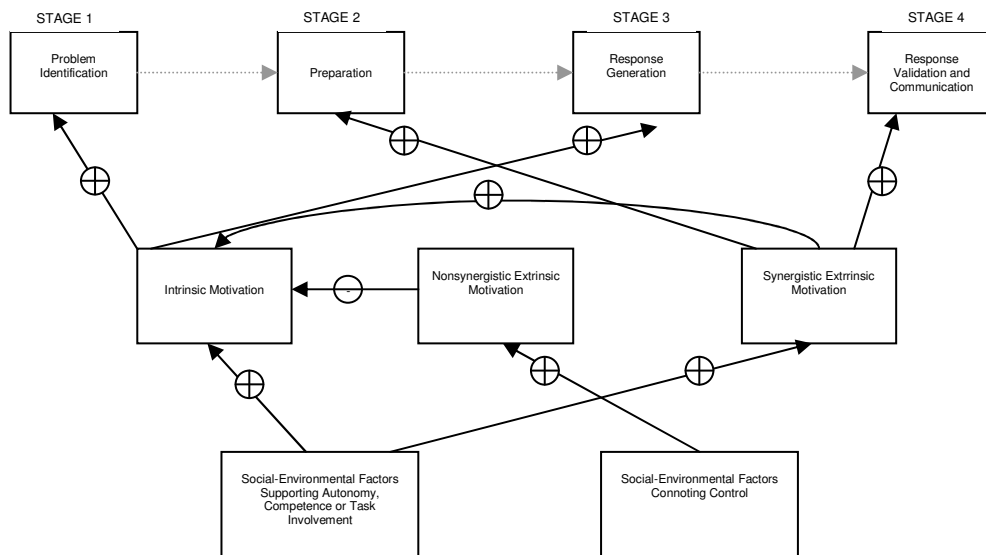 STAGE 1
STAGE 2
STAGE 3
STAGE 4
Problem
Identification
Preparation
Response
Generation
Response
Validation and
Communication
Intrinsic Motivation
-
Nonsynergistic Extrinsic
Motivation
Synergistic Extrrinsic
Motivation
Social-Environmental Factors
Supporting Autonomy,
Competence or Task
Involvement
Social-Environmental Factors
Connoting Control